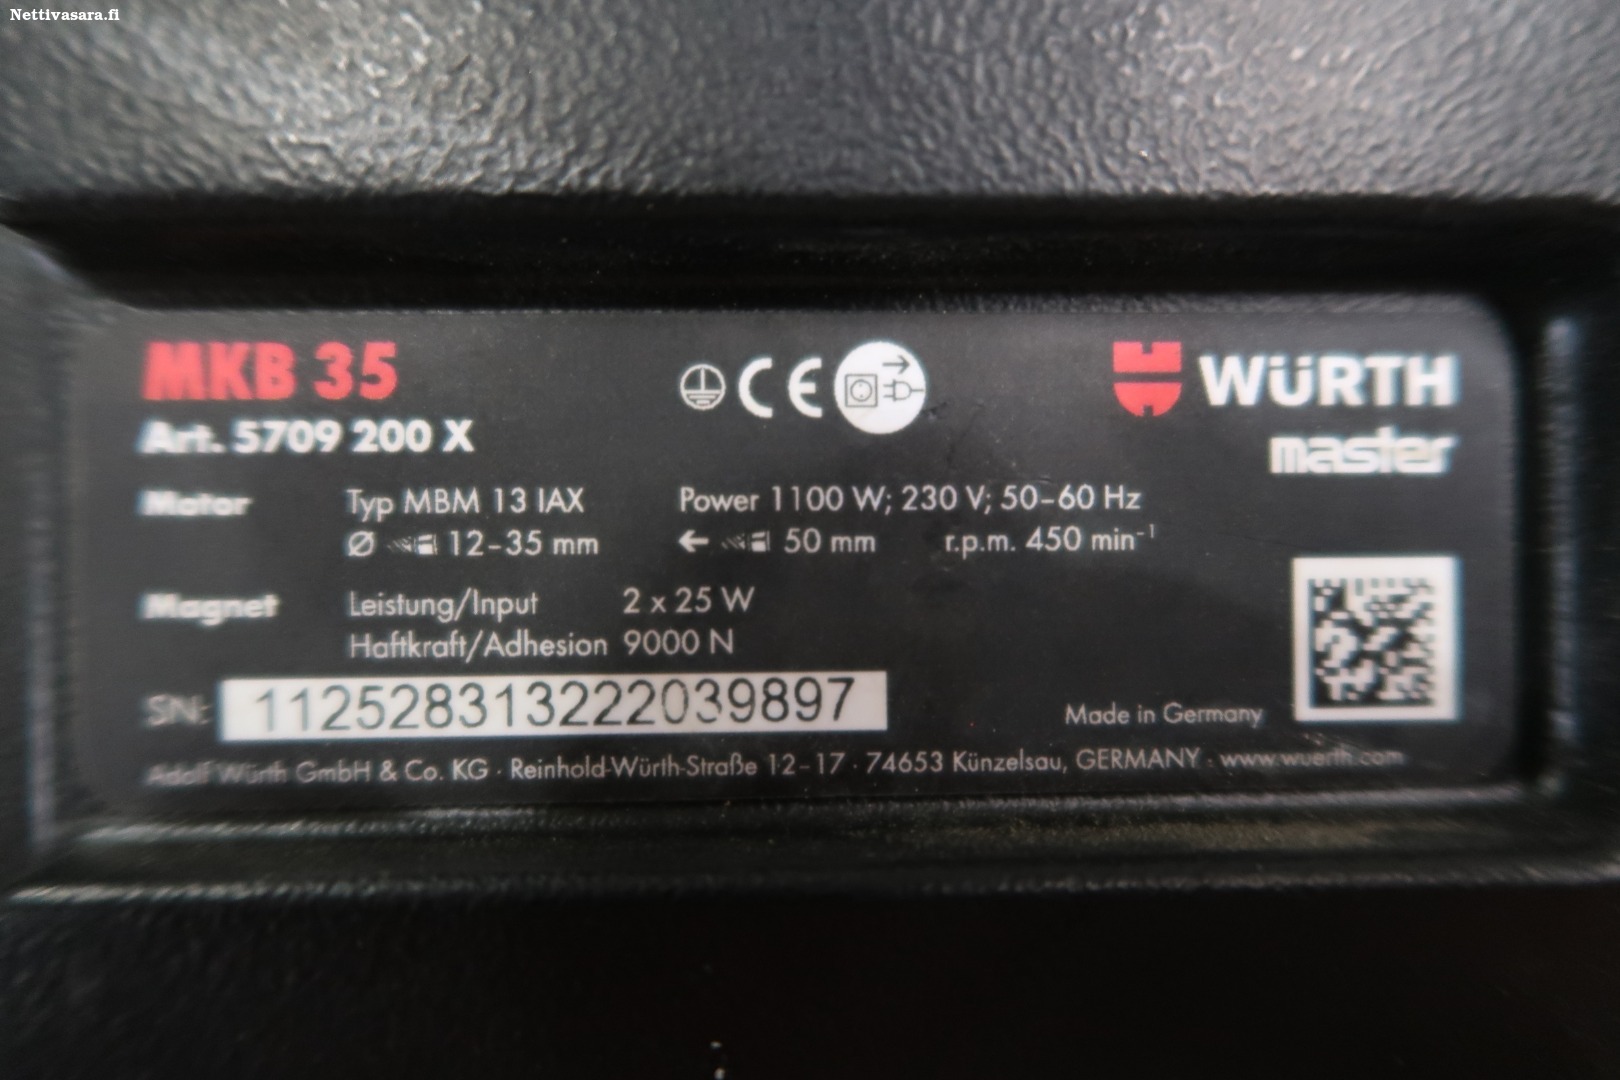 Nettivasara.fi
MKB 35
WÜRTH
Art. 5709 200 X
master
Motor Typ MBM 13 IAX Power 1100 W; 230 V; 50–60 Hz
Ø 12–35 mm 50 mm r.p.m. 450 min⁻¹
Magnet Leistung/Input 2 x 25 W
Haftkraft/Adhesion 9000 N
SN: 112528313222039897
Made in Germany
Adolf Würth GmbH & Co. KG · Reinhold-Würth-Straße 12–17 · 74653 Künzelsau, GERMANY · www.wuerth.com